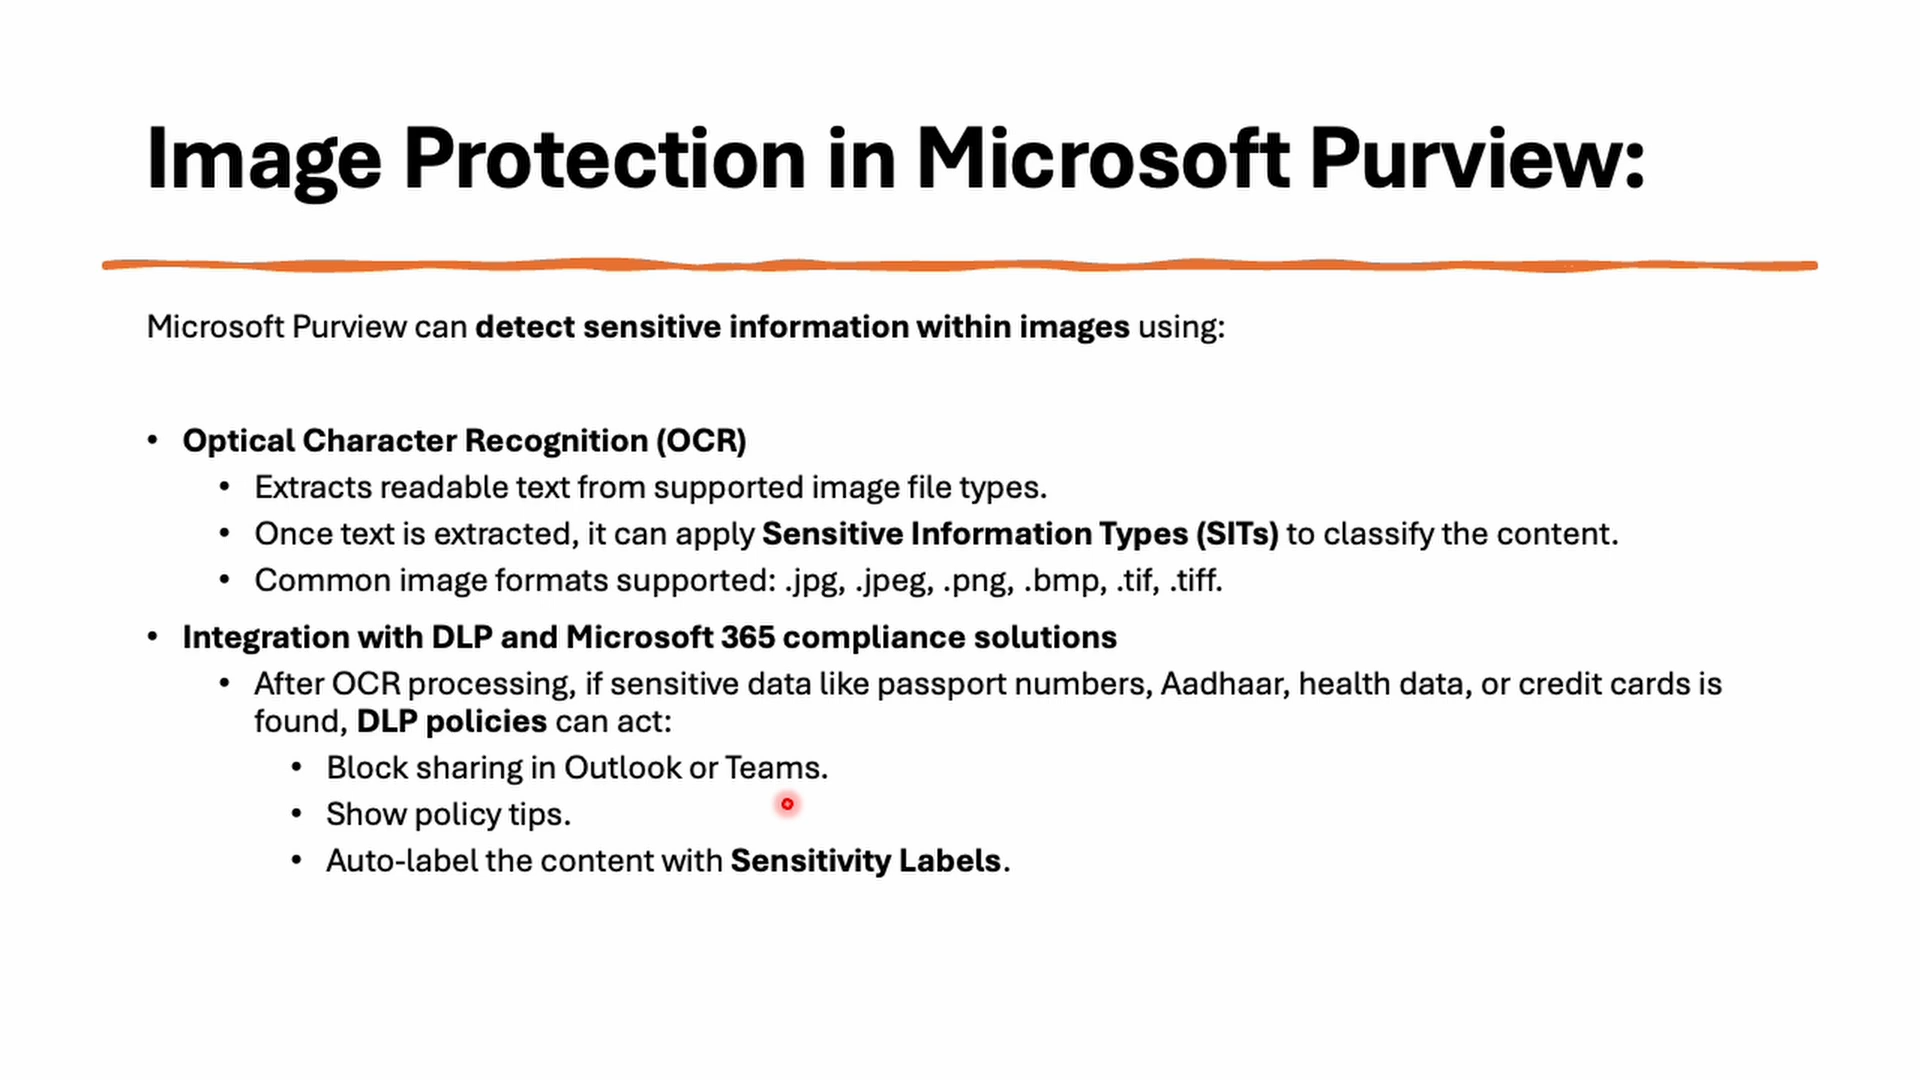 Image Protection in Microsoft Purview:
Microsoft Purview can detect sensitive information within images using:
• Optical Character Recognition (OCR)
• Extracts readable text from supported image file types.
• Once text is extracted, it can apply Sensitive Information Types (SITs) to classify the content.
• Common image formats supported: .jpg, .jpeg, .png, .bmp, .tif, .tiff.
• Integration with DLP and Microsoft 365 compliance solutions
• After OCR processing, if sensitive data like passport numbers, Aadhaar, health data, or credit cards is
found, DLP policies can act:
• Block sharing in Outlook or Teams.
• Show policy tips.
• Auto-label the content with Sensitivity Labels.